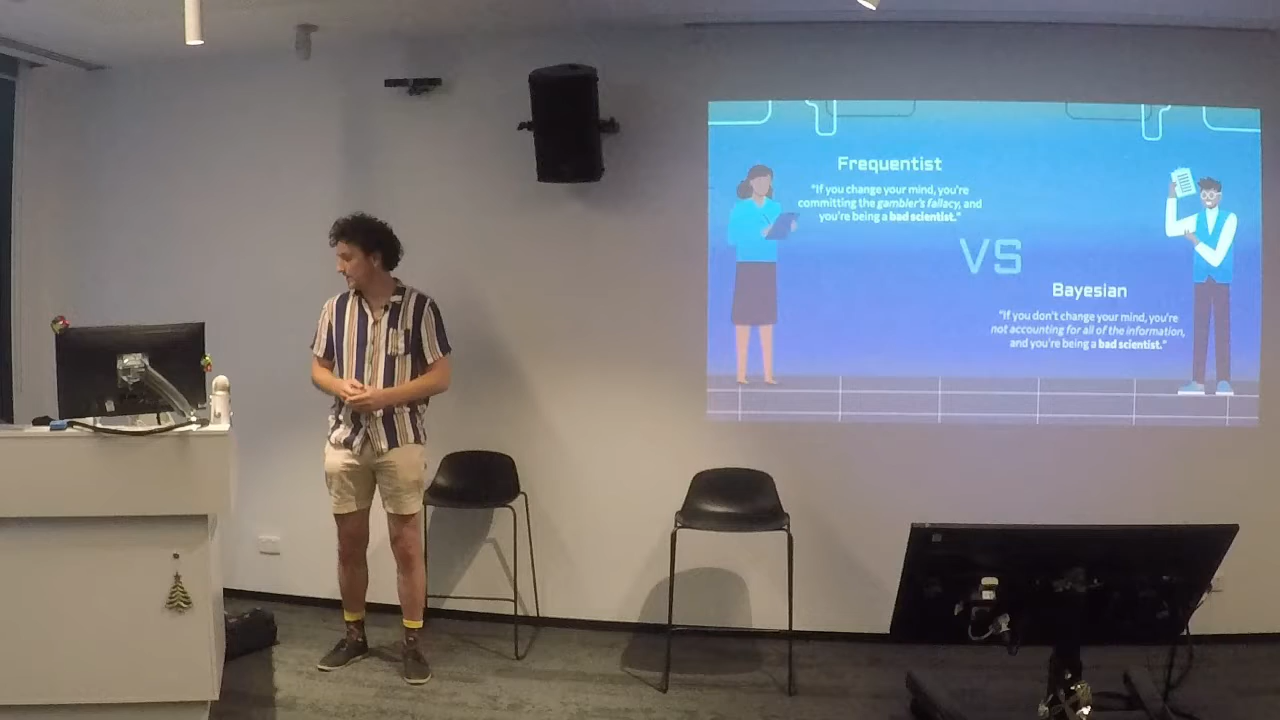 Frequentist
"If you change your mind, you're
committing the gambler's fallacy, and
you're being a bad scientist."
VS
Bayesian
"If you don't change your mind, you're
not accounting for all of the information,
and you're being a bad scientist."